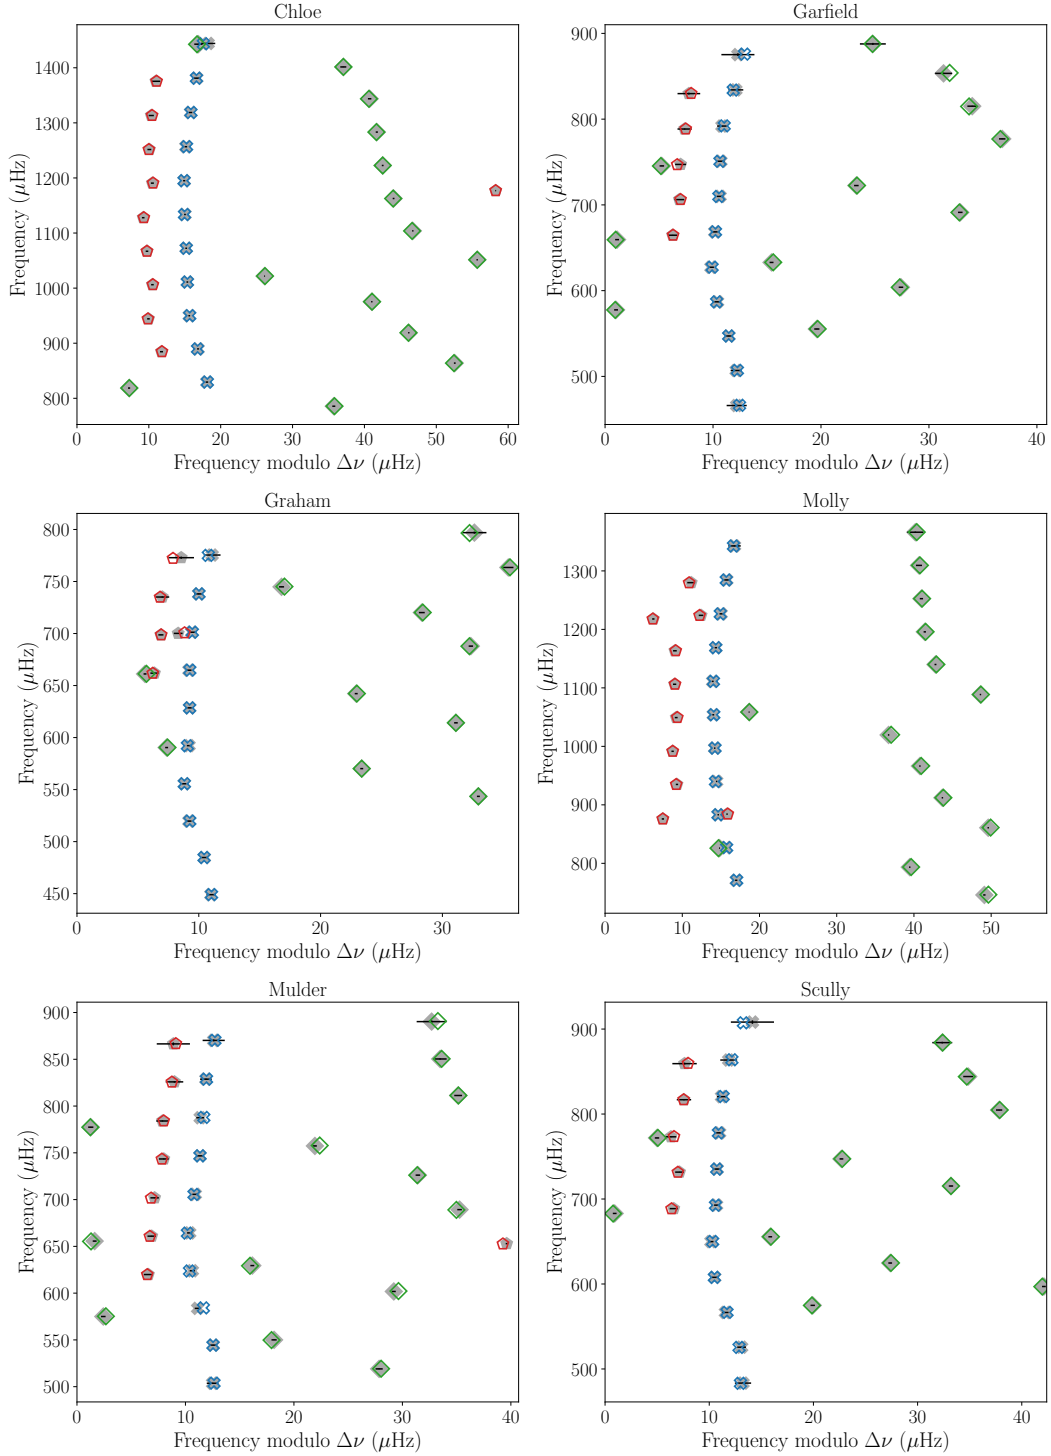 Chloe
1400
1300
1200
1100
1000
900
800
Frequency (μHz)
0 10 20 30 40 50 60
Frequency modulo Δν (μHz)
Garfield
900
800
700
600
500
Frequency (μHz)
0 10 20 30 40
Frequency modulo Δν (μHz)
Graham
800
750
700
650
600
550
500
450
Frequency (μHz)
0 10 20 30
Frequency modulo Δν (μHz)
Molly
1300
1200
1100
1000
900
800
Frequency (μHz)
0 10 20 30 40 50
Frequency modulo Δν (μHz)
Mulder
900
850
800
750
700
650
600
550
500
Frequency (μHz)
0 10 20 30 40
Frequency modulo Δν (μHz)
Scully
900
800
700
600
500
Frequency (μHz)
0 10 20 30 40
Frequency modulo Δν (μHz)